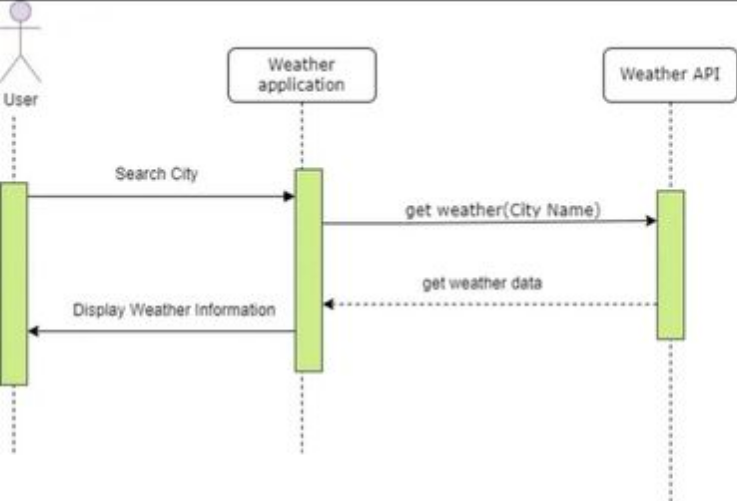 Weather
application
Weather API
User
Search City
get weather(City Name)
get weather data
Display Weather Information